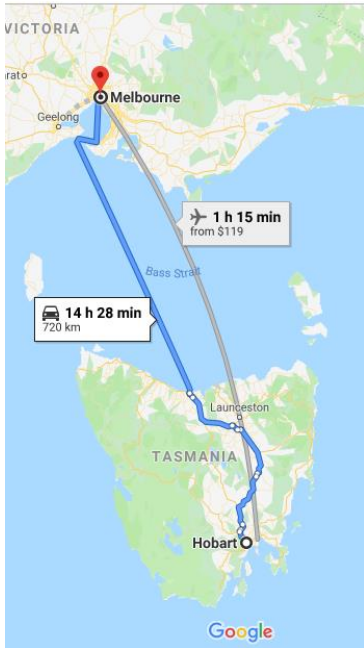 VICTORIA
arat
Melbourne
Geelong
1 h 15 min
from $119
Bass Strait
14 h 28 min
720 km
Launceston
TASMANIA
Hobart
Google